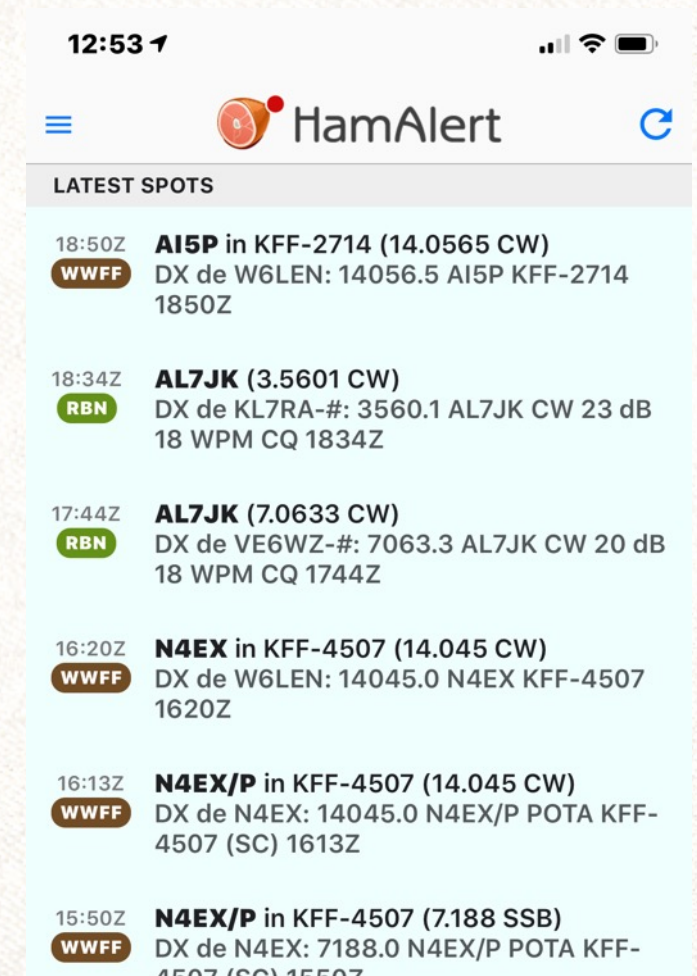 12:53
HamAlert
LATEST SPOTS
18:50Z AI5P in KFF-2714 (14.0565 CW)
WWFF DX de W6LEN: 14056.5 AI5P KFF-2714
1850Z
18:34Z AL7JK (3.5601 CW)
RBN DX de KL7RA-#: 3560.1 AL7JK CW 23 dB
18 WPM CQ 1834Z
17:44Z AL7JK (7.0633 CW)
RBN DX de VE6WZ-#: 7063.3 AL7JK CW 20 dB
18 WPM CQ 1744Z
16:20Z N4EX in KFF-4507 (14.045 CW)
WWFF DX de W6LEN: 14045.0 N4EX KFF-4507
1620Z
16:13Z N4EX/P in KFF-4507 (14.045 CW)
WWFF DX de N4EX: 14045.0 N4EX/P POTA KFF-
4507 (SC) 1613Z
15:50Z N4EX/P in KFF-4507 (7.188 SSB)
WWFF DX de N4EX: 7188.0 N4EX/P POTA KFF-
4507 (SC) 1550Z